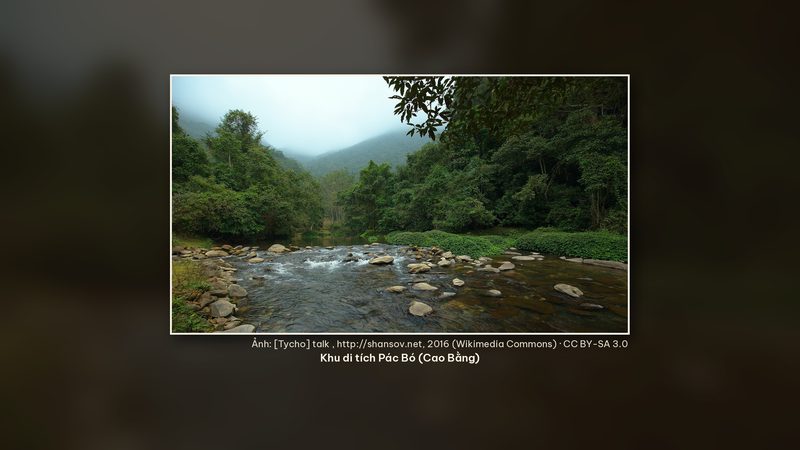 Ảnh: [Tycho] talk , http://shansov.net, 2016 (Wikimedia Commons) · CC BY-SA 3.0
Khu di tích Pác Bó (Cao Bằng)